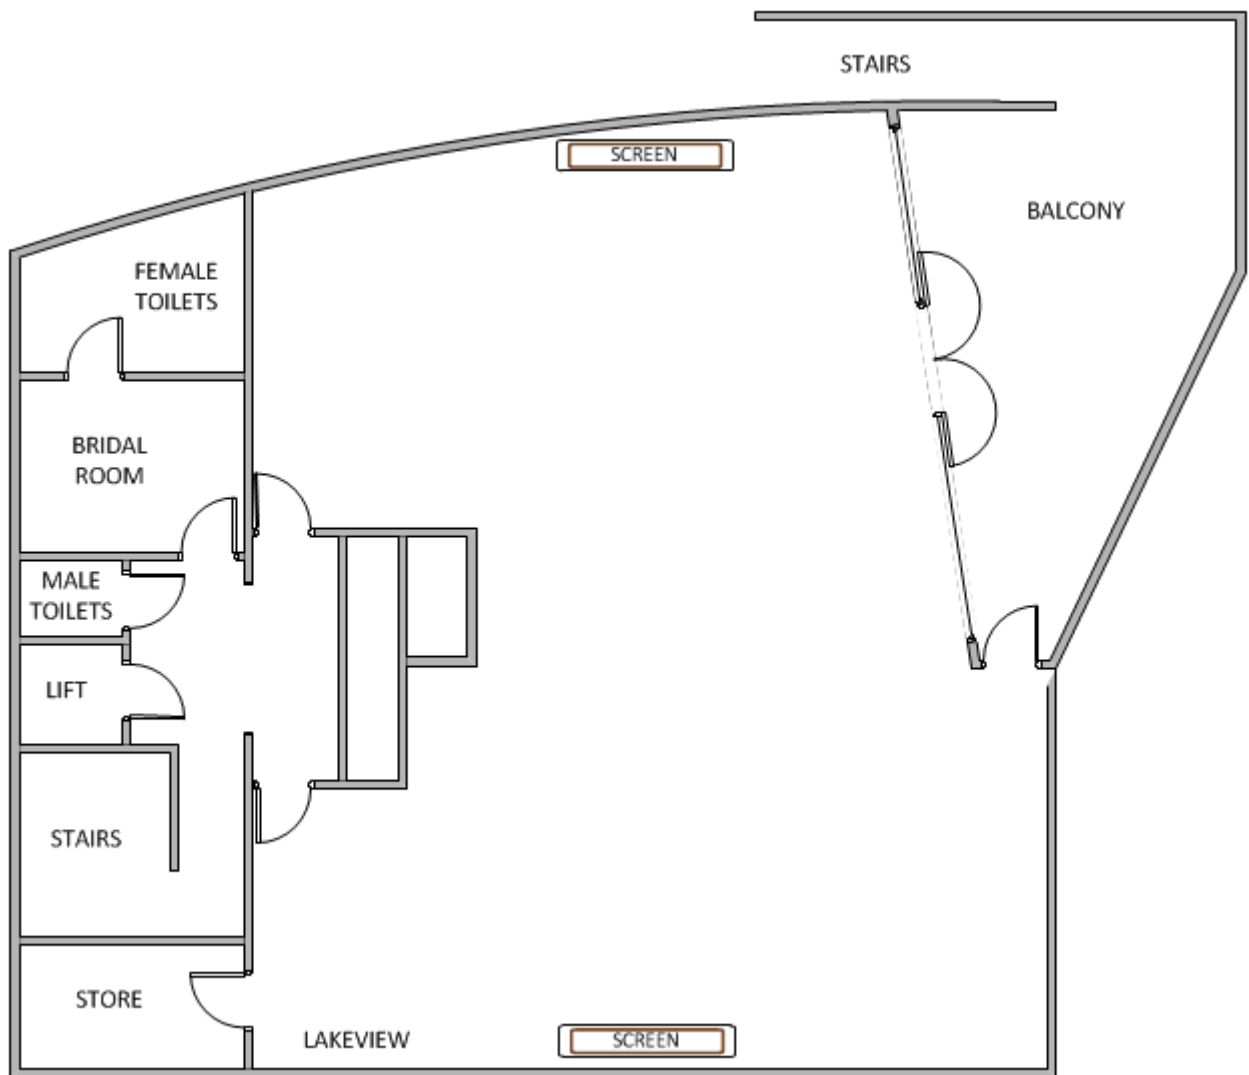 STAIRS
SCREEN
BALCONY
FEMALE
TOILETS
BRIDAL
ROOM
MALE
TOILETS
LIFT
STAIRS
STORE
LAKEVIEW
SCREEN